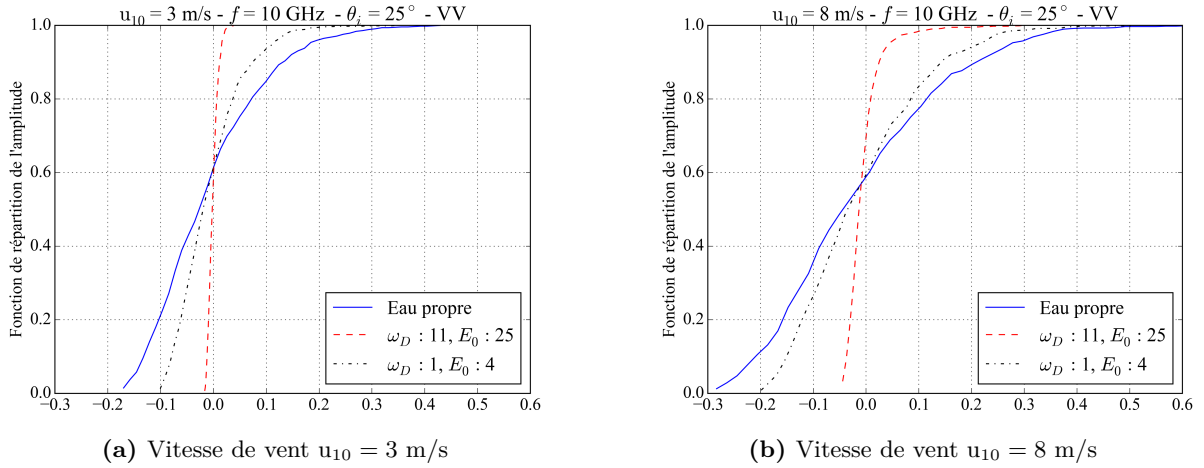 u₁₀ = 3 m/s - f = 10 GHz - θᵢ = 25° - VV
Fonction de répartition de l'amplitude
1.0
0.8
0.6
0.4
0.2
0.0
−0.3 −0.2 −0.1 0.0 0.1 0.2 0.3 0.4 0.5 0.6
Eau propre
ω_D : 11, E₀ : 25
ω_D : 1, E₀ : 4
(a) Vitesse de vent u₁₀ = 3 m/s
u₁₀ = 8 m/s - f = 10 GHz - θᵢ = 25° - VV
Fonction de répartition de l'amplitude
1.0
0.8
0.6
0.4
0.2
0.0
−0.3 −0.2 −0.1 0.0 0.1 0.2 0.3 0.4 0.5 0.6
Eau propre
ω_D : 11, E₀ : 25
ω_D : 1, E₀ : 4
(b) Vitesse de vent u₁₀ = 8 m/s